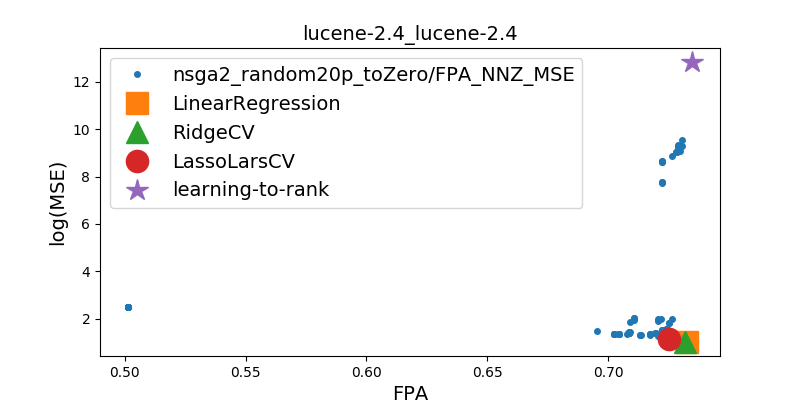 lucene-2.4_lucene-2.4
nsga2_random20p_toZero/FPA_NNZ_MSE
LinearRegression
RidgeCV
LassoLarsCV
learning-to-rank
log(MSE)
12
10
8
6
4
2
0.50 0.55 0.60 0.65 0.70
FPA